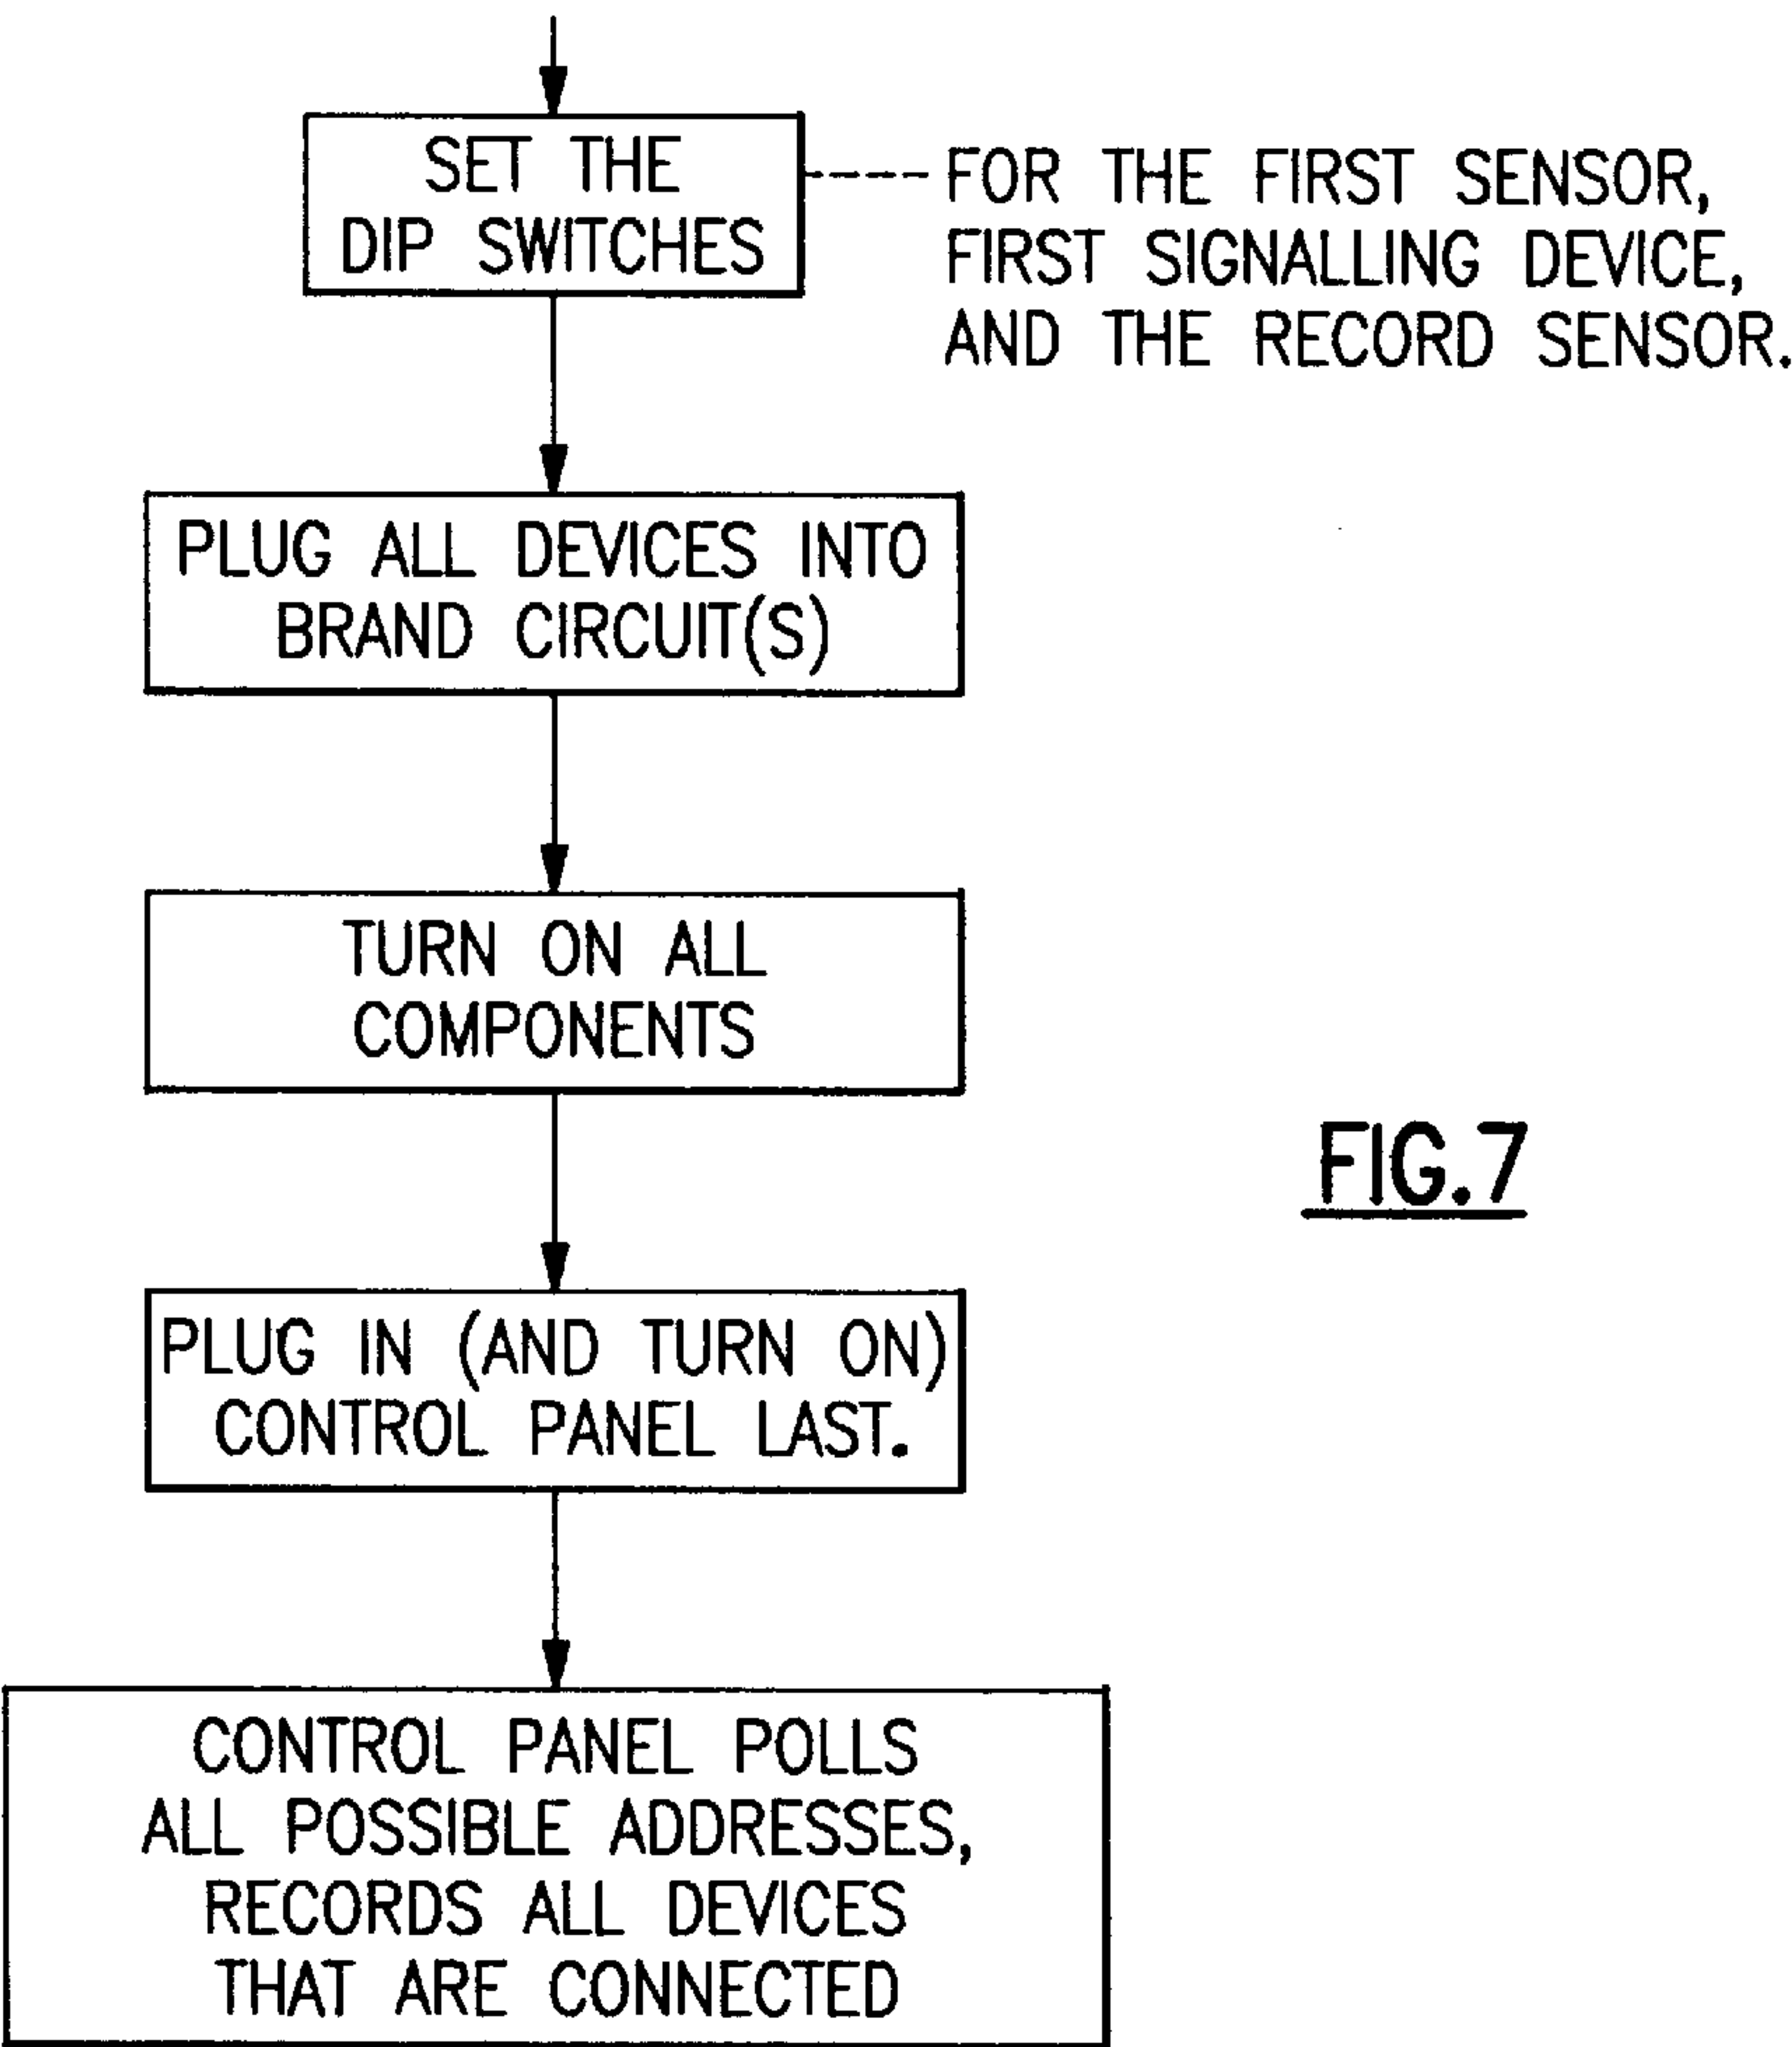 SET THE
DIP SWITCHES
FOR THE FIRST SENSOR,
FIRST SIGNALLING DEVICE,
AND THE RECORD SENSOR.
PLUG ALL DEVICES INTO
BRAND CIRCUIT(S)
TURN ON ALL
COMPONENTS
FIG.7
PLUG IN (AND TURN ON)
CONTROL PANEL LAST.
CONTROL PANEL POLLS
ALL POSSIBLE ADDRESSES,
RECORDS ALL DEVICES
THAT ARE CONNECTED